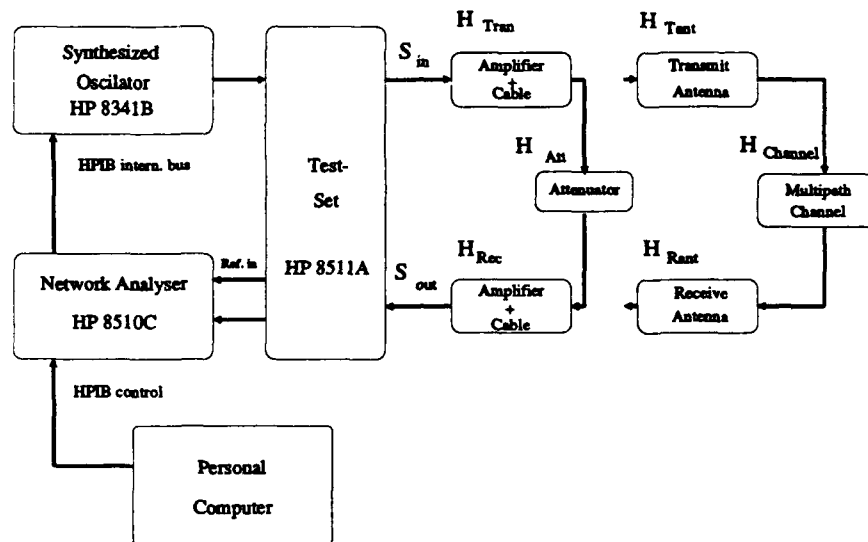 Synthesized
Oscilator
HP 8341B
HPIB intern. bus
Network Analyser
HP 8510C
HPIB control
Personal
Computer
Ref. in
Test-
Set
HP 8511A
S in
S out
H Tran
Amplifier
+
Cable
H Att
Attenuator
H Rec
Amplifier
+
Cable
H Tant
Transmit
Antenna
H Channel
Multipath
Channel
H Rant
Receive
Antenna